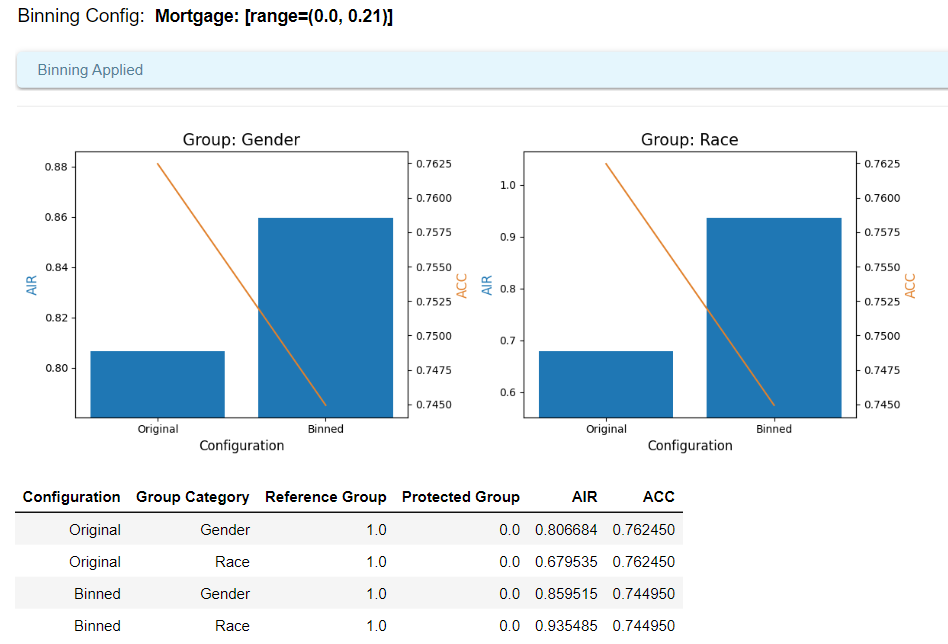 Binning Config: Mortgage: [range=(0.0, 0.21)]
Binning Applied
Group: Gender
0.88
0.86
0.84
0.82
0.80
AIR
0.7625
0.7600
0.7575
0.7550
0.7525
0.7500
0.7475
0.7450
ACC
Original Binned
Configuration
Group: Race
1.0
0.9
0.8
0.7
0.6
AIR
0.7625
0.7600
0.7575
0.7550
0.7525
0.7500
0.7475
0.7450
ACC
Original Binned
Configuration
Configuration Group Category Reference Group Protected Group AIR ACC
Original Gender 1.0 0.0 0.806684 0.762450
Original Race 1.0 0.0 0.679535 0.762450
Binned Gender 1.0 0.0 0.859515 0.744950
Binned Race 1.0 0.0 0.935485 0.744950